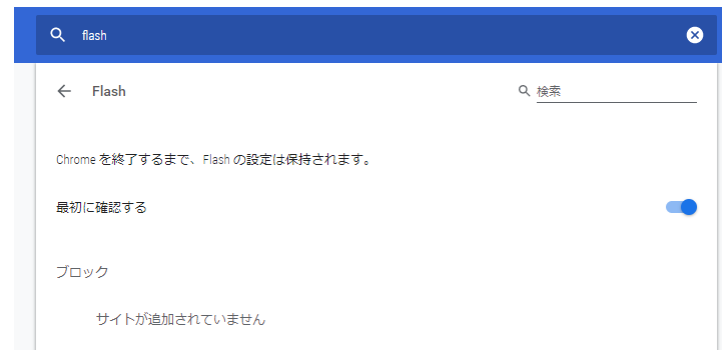 flash
Flash
検索
Chrome を終了するまで、Flash の設定は保持されます。
最初に確認する
ブロック
サイトが追加されていません